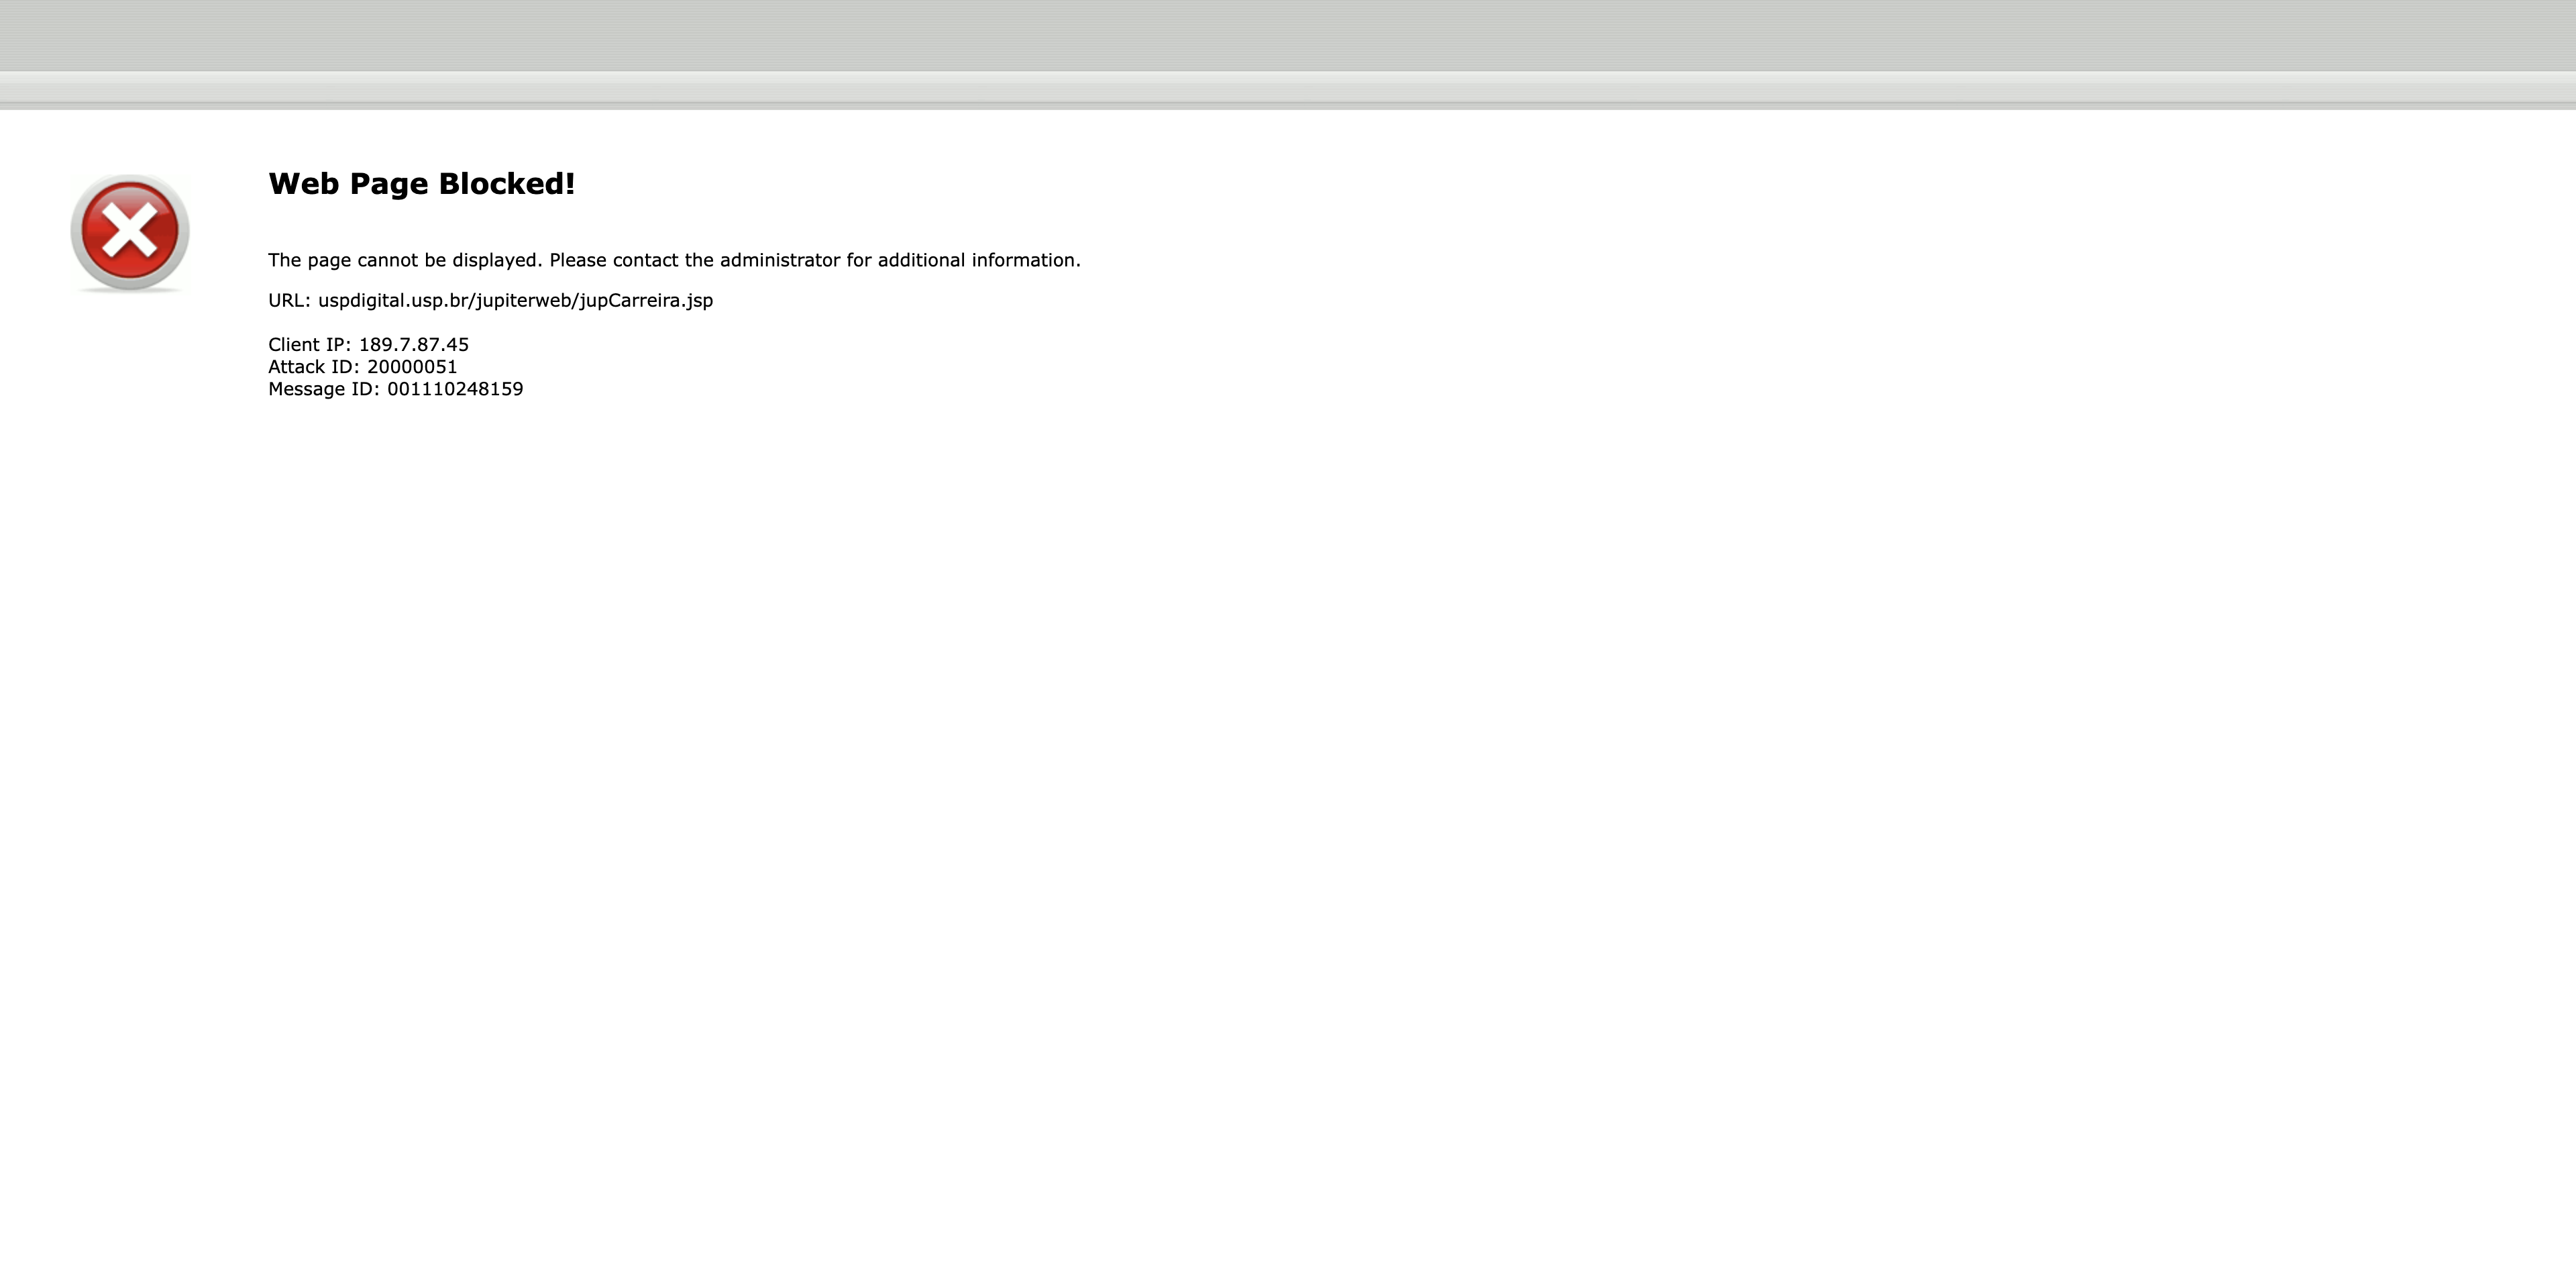 Web Page Blocked!
The page cannot be displayed. Please contact the administrator for additional information.
URL: uspdigital.usp.br/jupiterweb/jupCarreira.jsp
Client IP: 189.7.87.45
Attack ID: 20000051
Message ID: 001110248159